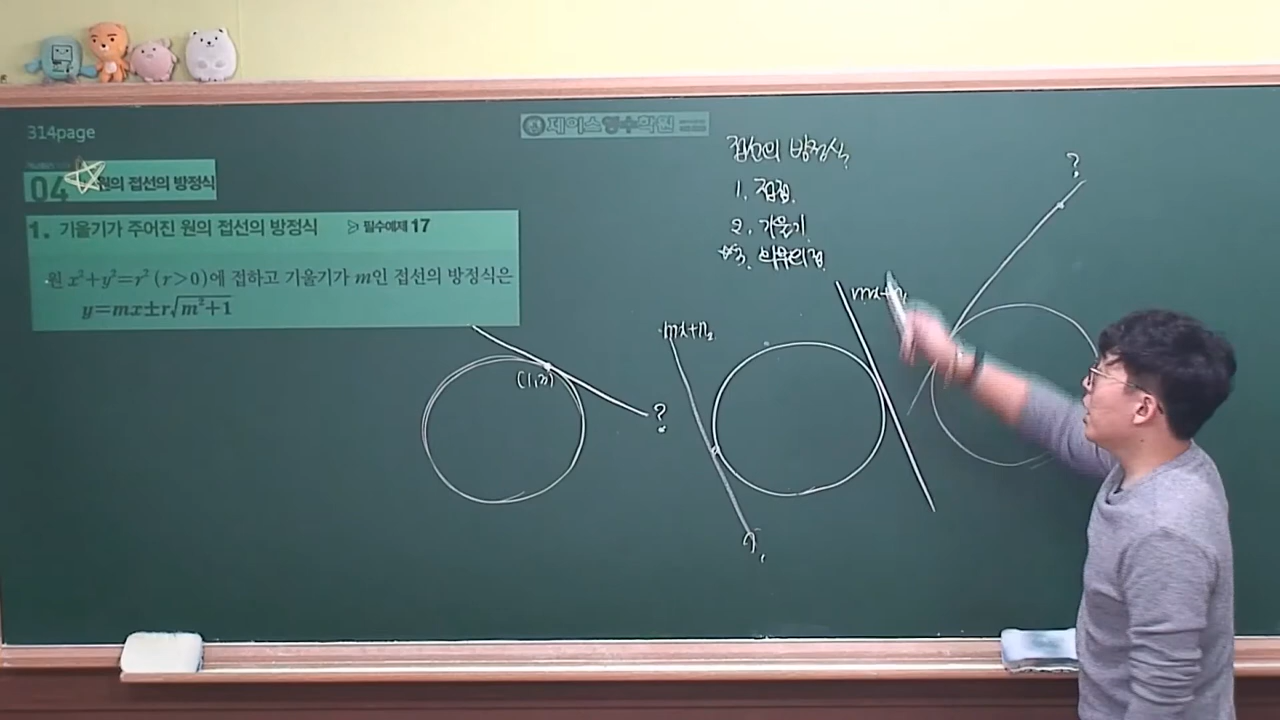 314page
제이스영수학원
04 원의 접선의 방정식
1. 기울기가 주어진 원의 접선의 방정식 ▷ 필수예제 17
원 x²+y²=r² (r>0)에 접하고 기울기가 m인 접선의 방정식은
y=mx±r√(m²+1)
접선의 방정식
1. 접점
2. 기울기
*3. 외부의 점
?
mx+n₁
mx+n₂
?